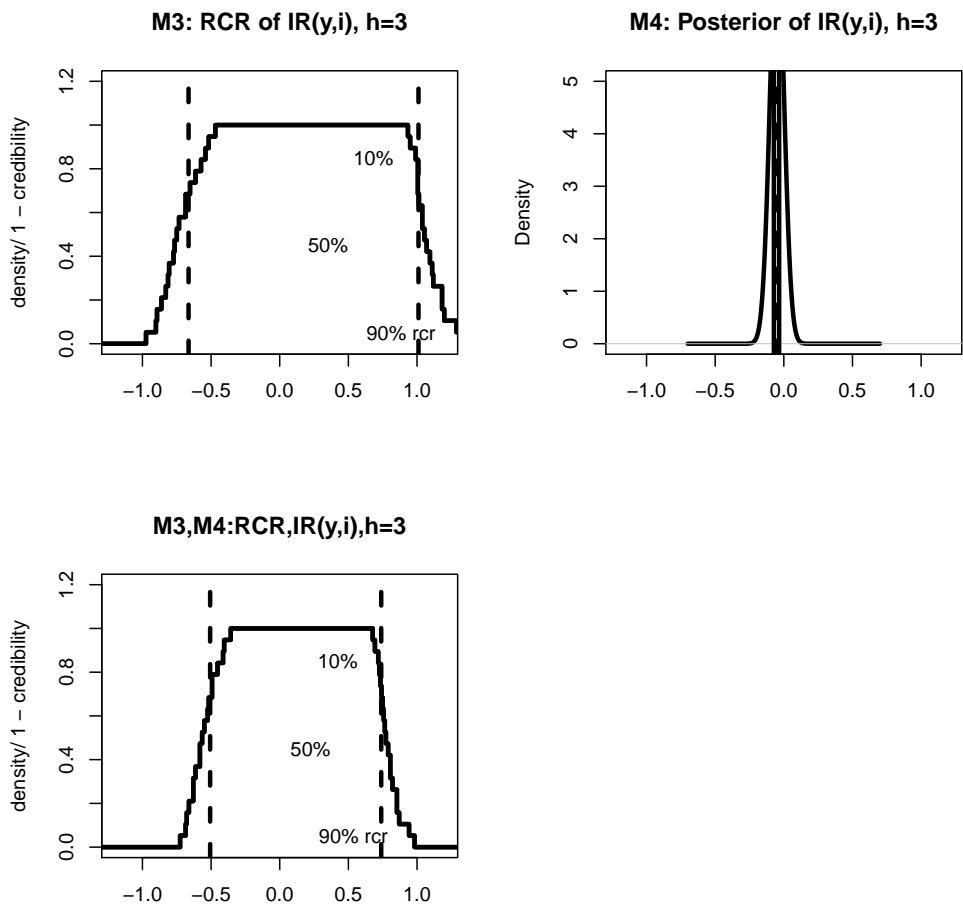 M3: RCR of IR(y,i), h=3
density/ 1 − credibility
1.2
0.8
0.4
0.0
10%
50%
90% rcr
−1.0 −0.5 0.0 0.5 1.0
M4: Posterior of IR(y,i), h=3
Density
5
4
3
2
1
0
−1.0 −0.5 0.0 0.5 1.0
M3,M4:RCR,IR(y,i),h=3
density/ 1 − credibility
1.2
0.8
0.4
0.0
10%
50%
90% rcr
−1.0 −0.5 0.0 0.5 1.0